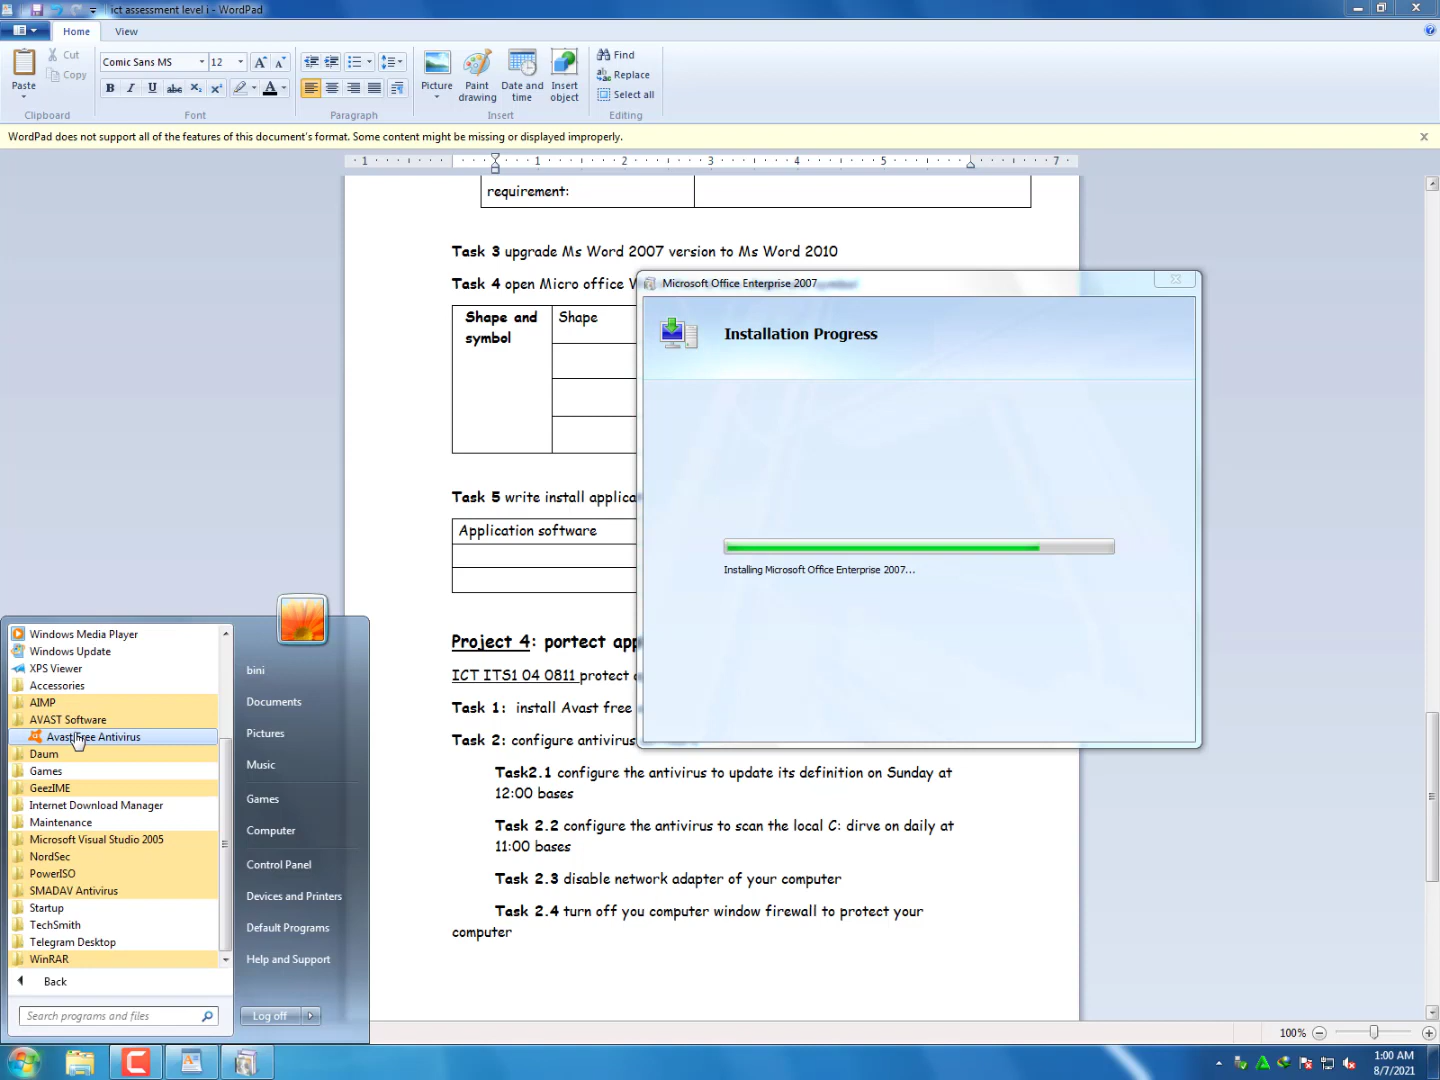 ict assessment level i - WordPad
Home
View
Paste
Cut
Copy
Clipboard
Comic Sans MS
12
B I U abc X₂ X²
Font
Paragraph
Picture
Paint drawing
Date and time
Insert object
Insert
Find
Replace
Select all
Editing
WordPad does not support all of the features of this document's format. Some content might be missing or displayed improperly.
1 1 2 3 4 5 7
requirement:
Task 3 upgrade Ms Word 2007 version to Ms Word 2010
Task 4 open Micro office
Shape and symbol
Shape
Task 5 write install applica
Application software
Project 4: portect app
ICT ITS1 04 0811 protect
Task 1: install Avast free
Task 2: configure antivirus
Task2.1 configure the antivirus to update its definition on Sunday at
12:00 bases
Task 2.2 configure the antivirus to scan the local C: dirve on daily at
11:00 bases
Task 2.3 disable network adapter of your computer
Task 2.4 turn off you computer window firewall to protect your
computer
Microsoft Office Enterprise 2007
Installation Progress
Installing Microsoft Office Enterprise 2007...
Windows Media Player
Windows Update
XPS Viewer
Accessories
AIMP
AVAST Software
Avast Free Antivirus
Daum
Games
GeezIME
Internet Download Manager
Maintenance
Microsoft Visual Studio 2005
NordSec
PowerISO
SMADAV Antivirus
Startup
TechSmith
Telegram Desktop
WinRAR
Back
Search programs and files
bini
Documents
Pictures
Music
Games
Computer
Control Panel
Devices and Printers
Default Programs
Help and Support
Log off
100%
1:00 AM
8/7/2021